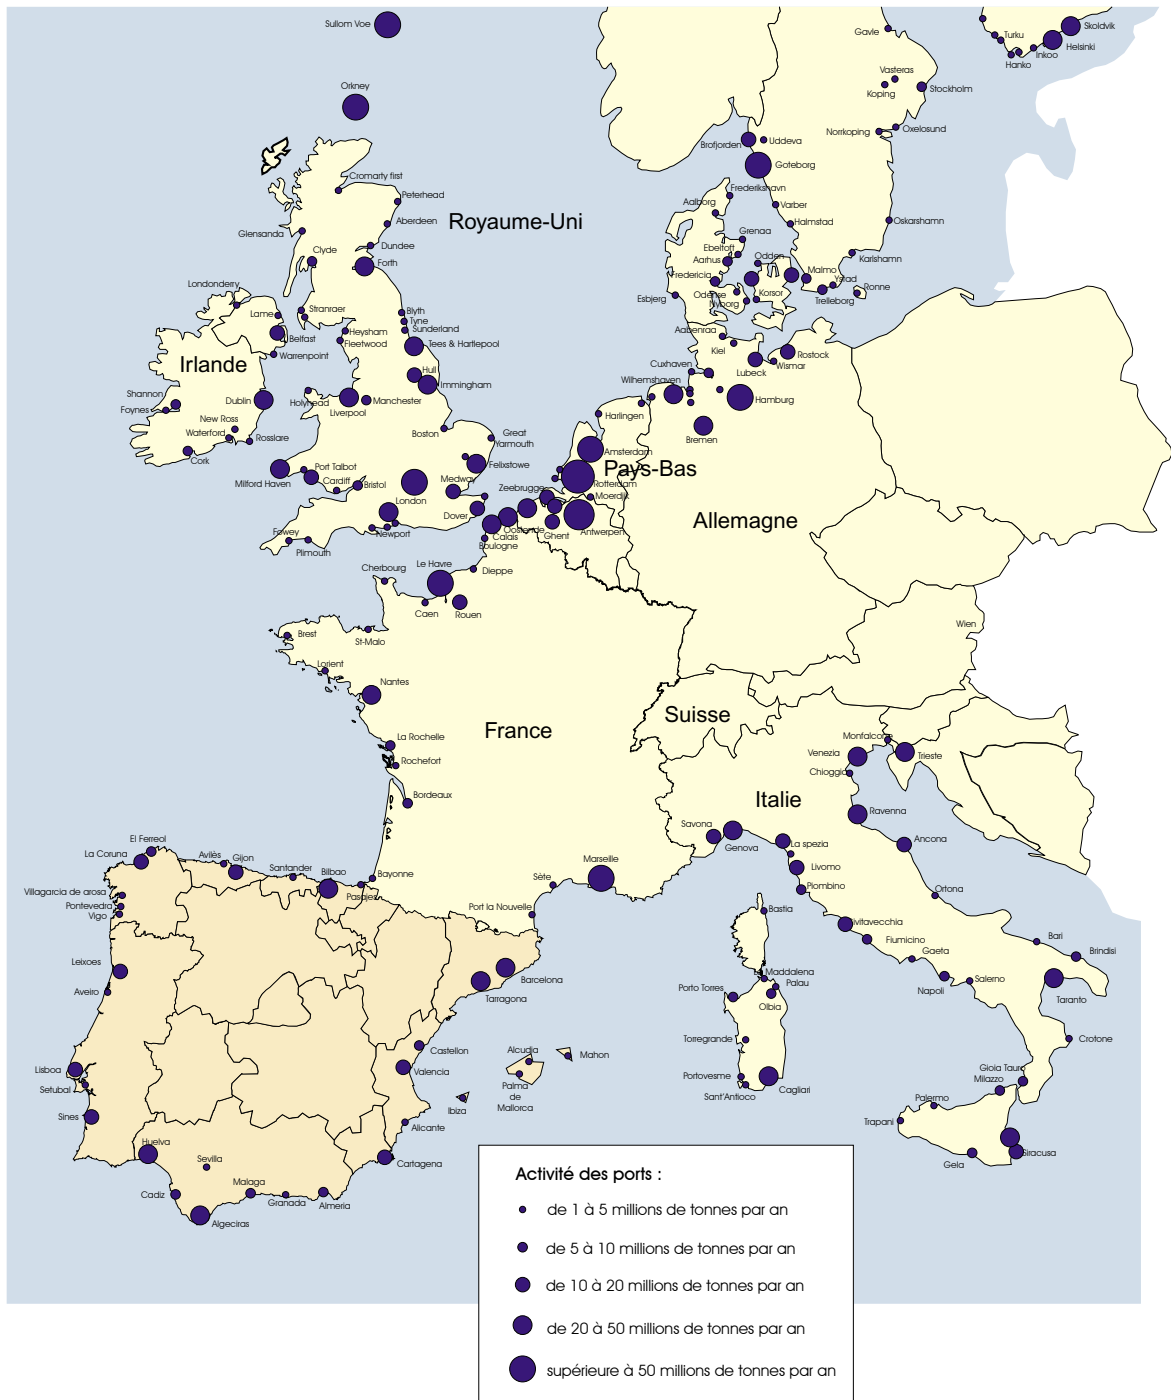 Sullom Voe
Orkney
Gavle
Turku
Hanko
Inkoo
Helsinki
Skoldvik
Vasteras
Koping
Stockholm
Norrkoping
Oxelosund
Brofjorden
Uddeva
Goteborg
Frederikshavn
Aalborg
Varber
Halmstad
Oskarshamn
Grenaa
Ebeltoft
Aarhus
Odden
Karlshamn
Fredericia
Malmo
Ystad
Ronne
Esbjerg
Odense
Nyborg
Korsor
Trelleborg
Aabenraa
Kiel
Rostock
Wismar
Lubeck
Cuxhaven
Wilhemshaven
Hamburg
Bremen
Cromarty first
Peterhead
Aberdeen
Royaume-Uni
Glensanda
Dundee
Clyde
Forth
Londonderry
Stranraer
Blyth
Tyne
Lame
Heysham
Sunderland
Belfast
Fleetwood
Tees & Hartlepool
Warrenpoint
Irlande
Hull
Immingham
Shannon
Foynes
Dublin
Holyhead
Liverpool
Manchester
New Ross
Waterford
Rosslare
Boston
Great
Yarmouth
Cork
Harlingen
Amsterdam
Milford Haven
Port Talbot
Cardiff
Bristol
Medway
Felixstowe
Pays-Bas
Rotterdam
Zeebrugge
Moerdjk
London
Dover
Oostende
Calais
Boulogne
Ghent
Antwerpen
Allemagne
Fowey
Plimouth
Newport
Cherbourg
Le Havre
Dieppe
Caen
Rouen
Brest
St-Malo
Lorient
Wien
Nantes
Suisse
France
La Rochelle
Rochefort
Bordeaux
Monfalcone
Venezia
Trieste
Chioggia
Italie
Savona
Genova
Ravenna
La spezia
Ancona
Livorno
Piombino
El Ferreol
La Coruna
Avilès
Gijon
Santander
Bilbao
Pasajes
Bayonne
Sète
Marseille
Port la Nouvelle
Villagarcia de arosa
Pontevedra
Vigo
Bastia
Ortona
Civitavecchia
Fiumicino
Bari
Gaeta
Brindisi
Leixoes
Aveiro
Barcelona
Tarragona
La Maddalena
Palau
Porto Torres
Olbia
Napoli
Salerno
Taranto
Castellon
Alcudia
Mahon
Torregrande
Crotone
Lisboa
Setubal
Valencia
Palma
de
Mallorca
Ibiza
Portovesme
Sant'Antioco
Cagliari
Gioia Tauro
Milazzo
Sines
Alicante
Palermo
Trapani
Huelva
Sevilla
Cartagena
Gela
Siracusa
Cadiz
Malaga
Granada
Almeria
Algeciras
Activité des ports :
de 1 à 5 millions de tonnes par an
de 5 à 10 millions de tonnes par an
de 10 à 20 millions de tonnes par an
de 20 à 50 millions de tonnes par an
supérieure à 50 millions de tonnes par an